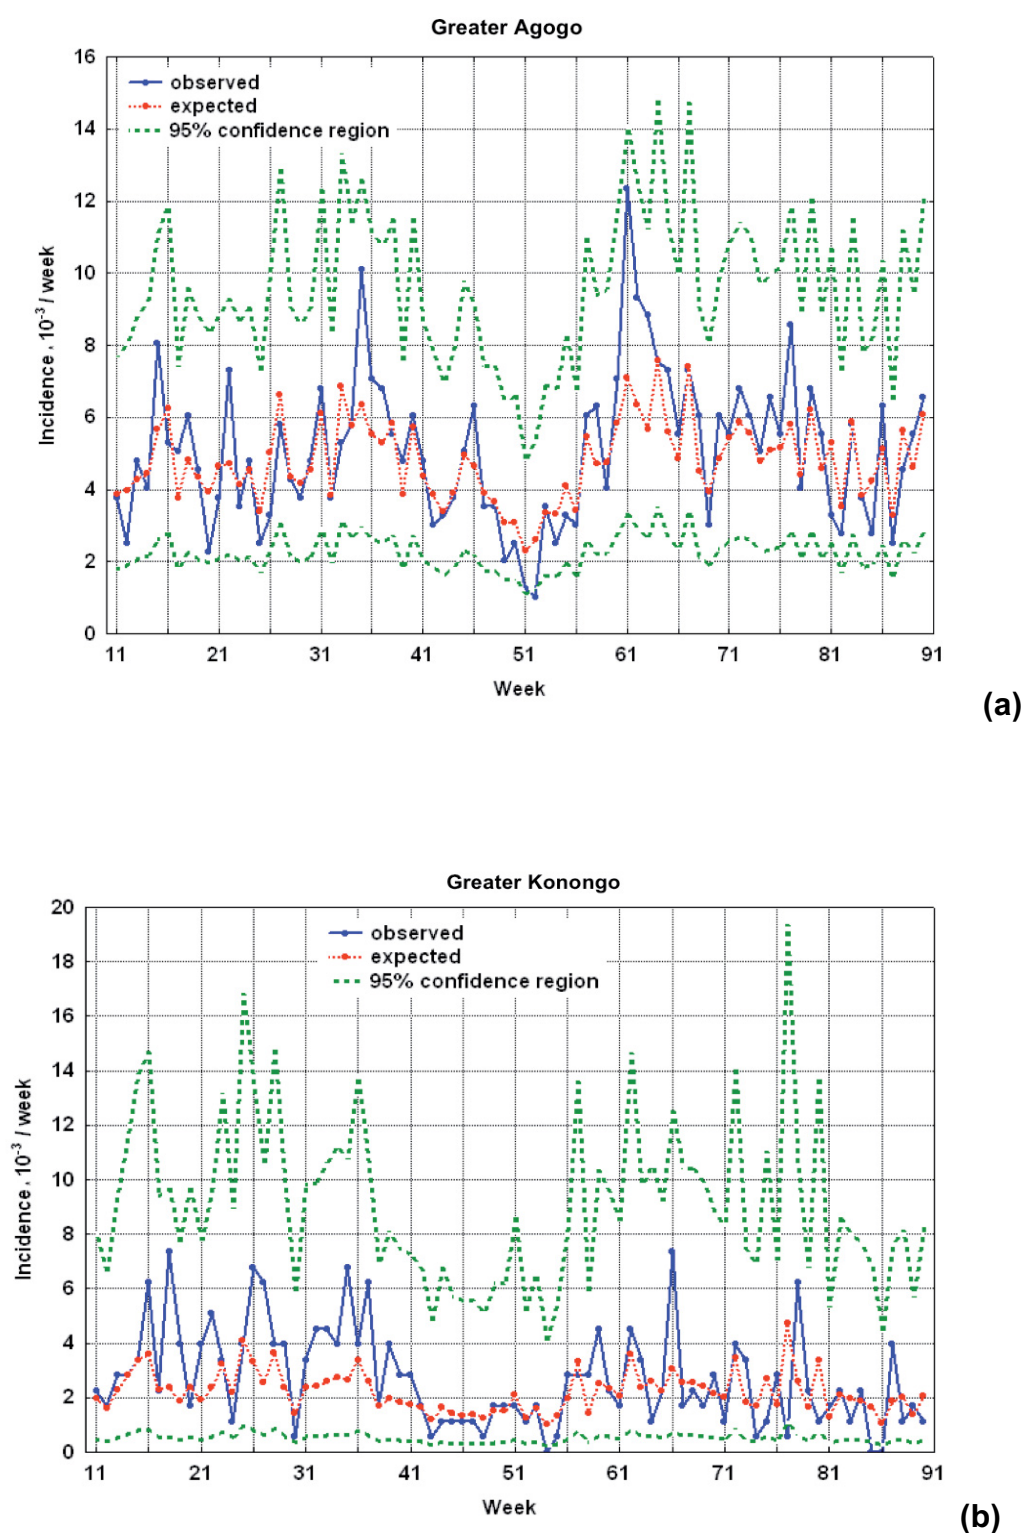 Greater Agogo
16
14
12
10
8
6
4
2
0
Incidence, 10⁻³ / week
observed
expected
95% confidence region
11 21 31 41 51 61 71 81 91
Week
(a)
Greater Konongo
20
18
16
14
12
10
8
6
4
2
0
Incidence, 10⁻³ / week
observed
expected
95% confidence region
11 21 31 41 51 61 71 81 91
Week
(b)